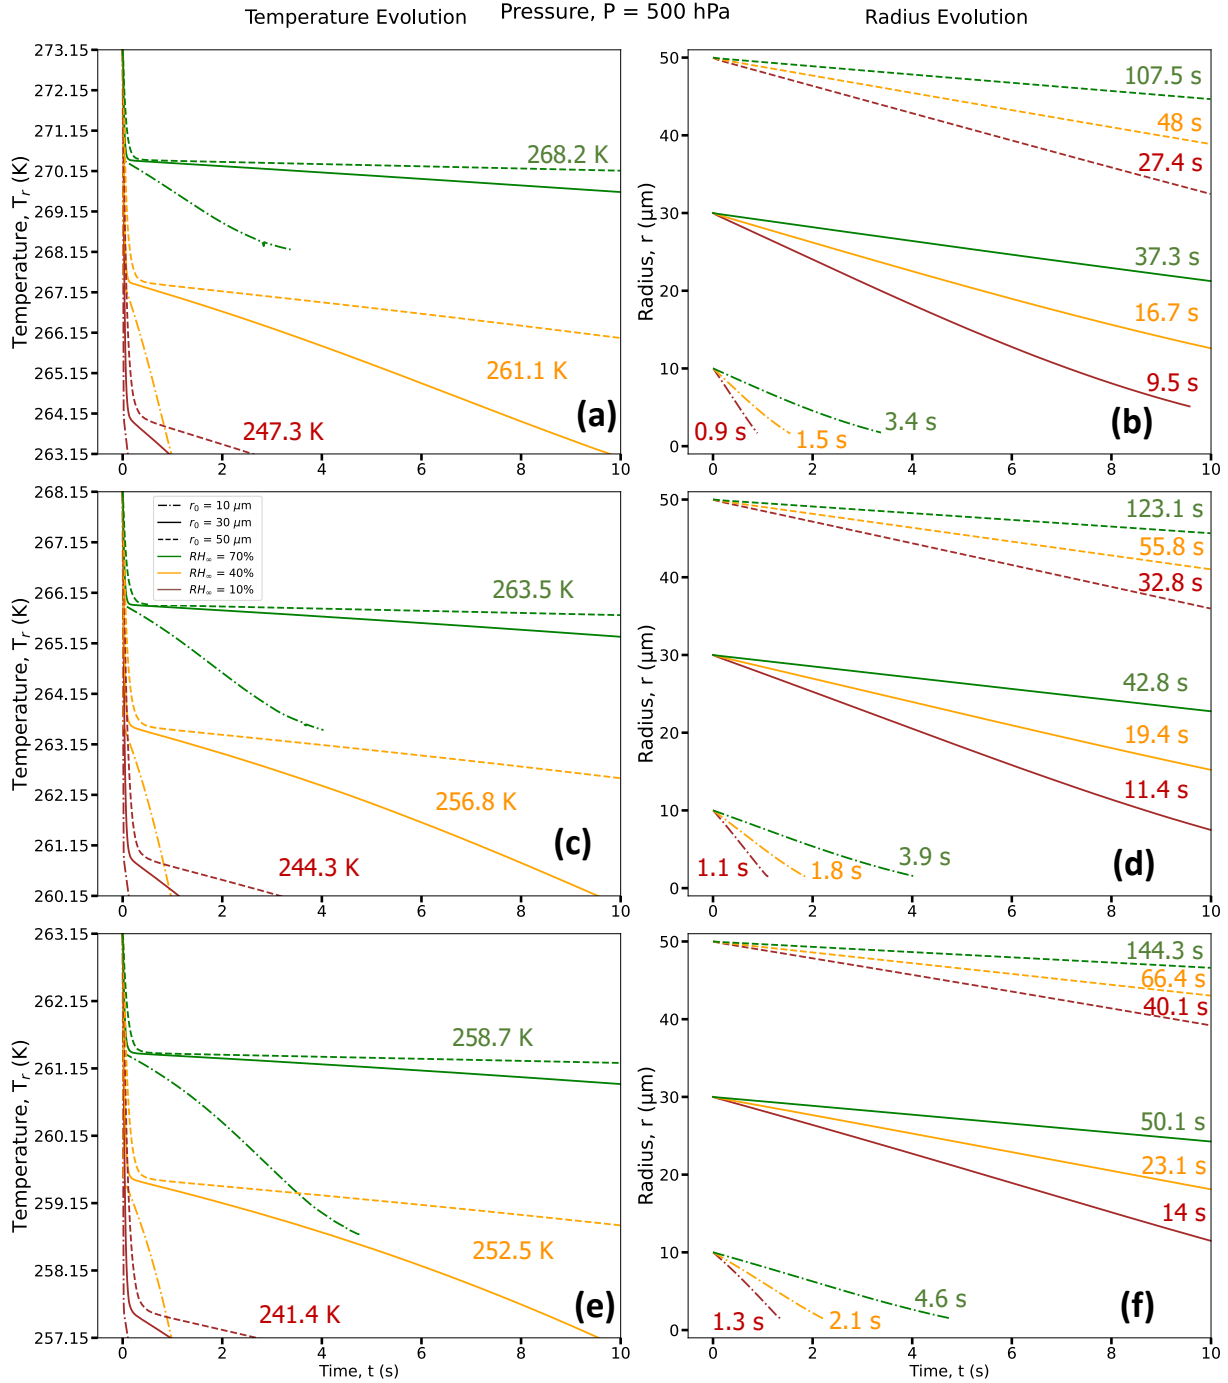 Temperature Evolution
Pressure, P = 500 hPa
Radius Evolution
Temperature, Tᵣ (K)
273.15
272.15
271.15
270.15
269.15
268.15
267.15
266.15
265.15
264.15
263.15
268.2 K
261.1 K
247.3 K
(a)
0 2 4 6 8 10
Radius, r (μm)
50
40
30
20
10
0
107.5 s
48 s
27.4 s
37.3 s
16.7 s
9.5 s
0.9 s
1.5 s
3.4 s
(b)
0 2 4 6 8 10
Temperature, Tᵣ (K)
268.15
267.15
266.15
265.15
264.15
263.15
262.15
261.15
260.15
r₀ = 10 μm
r₀ = 30 μm
r₀ = 50 μm
RH∞ = 70%
RH∞ = 40%
RH∞ = 10%
263.5 K
256.8 K
244.3 K
(c)
0 2 4 6 8 10
Radius, r (μm)
50
40
30
20
10
0
123.1 s
55.8 s
32.8 s
42.8 s
19.4 s
11.4 s
1.1 s
1.8 s
3.9 s
(d)
0 2 4 6 8 10
Temperature, Tᵣ (K)
263.15
262.15
261.15
260.15
259.15
258.15
257.15
258.7 K
252.5 K
241.4 K
(e)
0 2 4 6 8 10
Time, t (s)
Radius, r (μm)
50
40
30
20
10
0
144.3 s
66.4 s
40.1 s
50.1 s
23.1 s
14 s
1.3 s
2.1 s
4.6 s
(f)
0 2 4 6 8 10
Time, t (s)